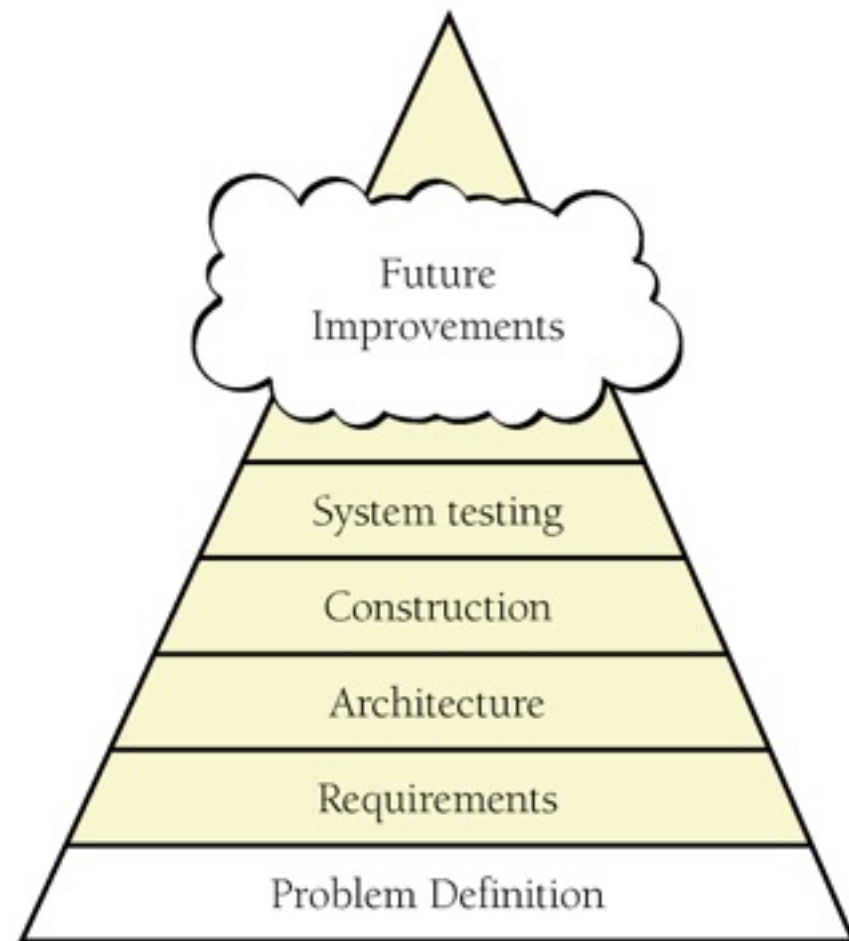 Future
Improvements
System testing
Construction
Architecture
Requirements
Problem Definition